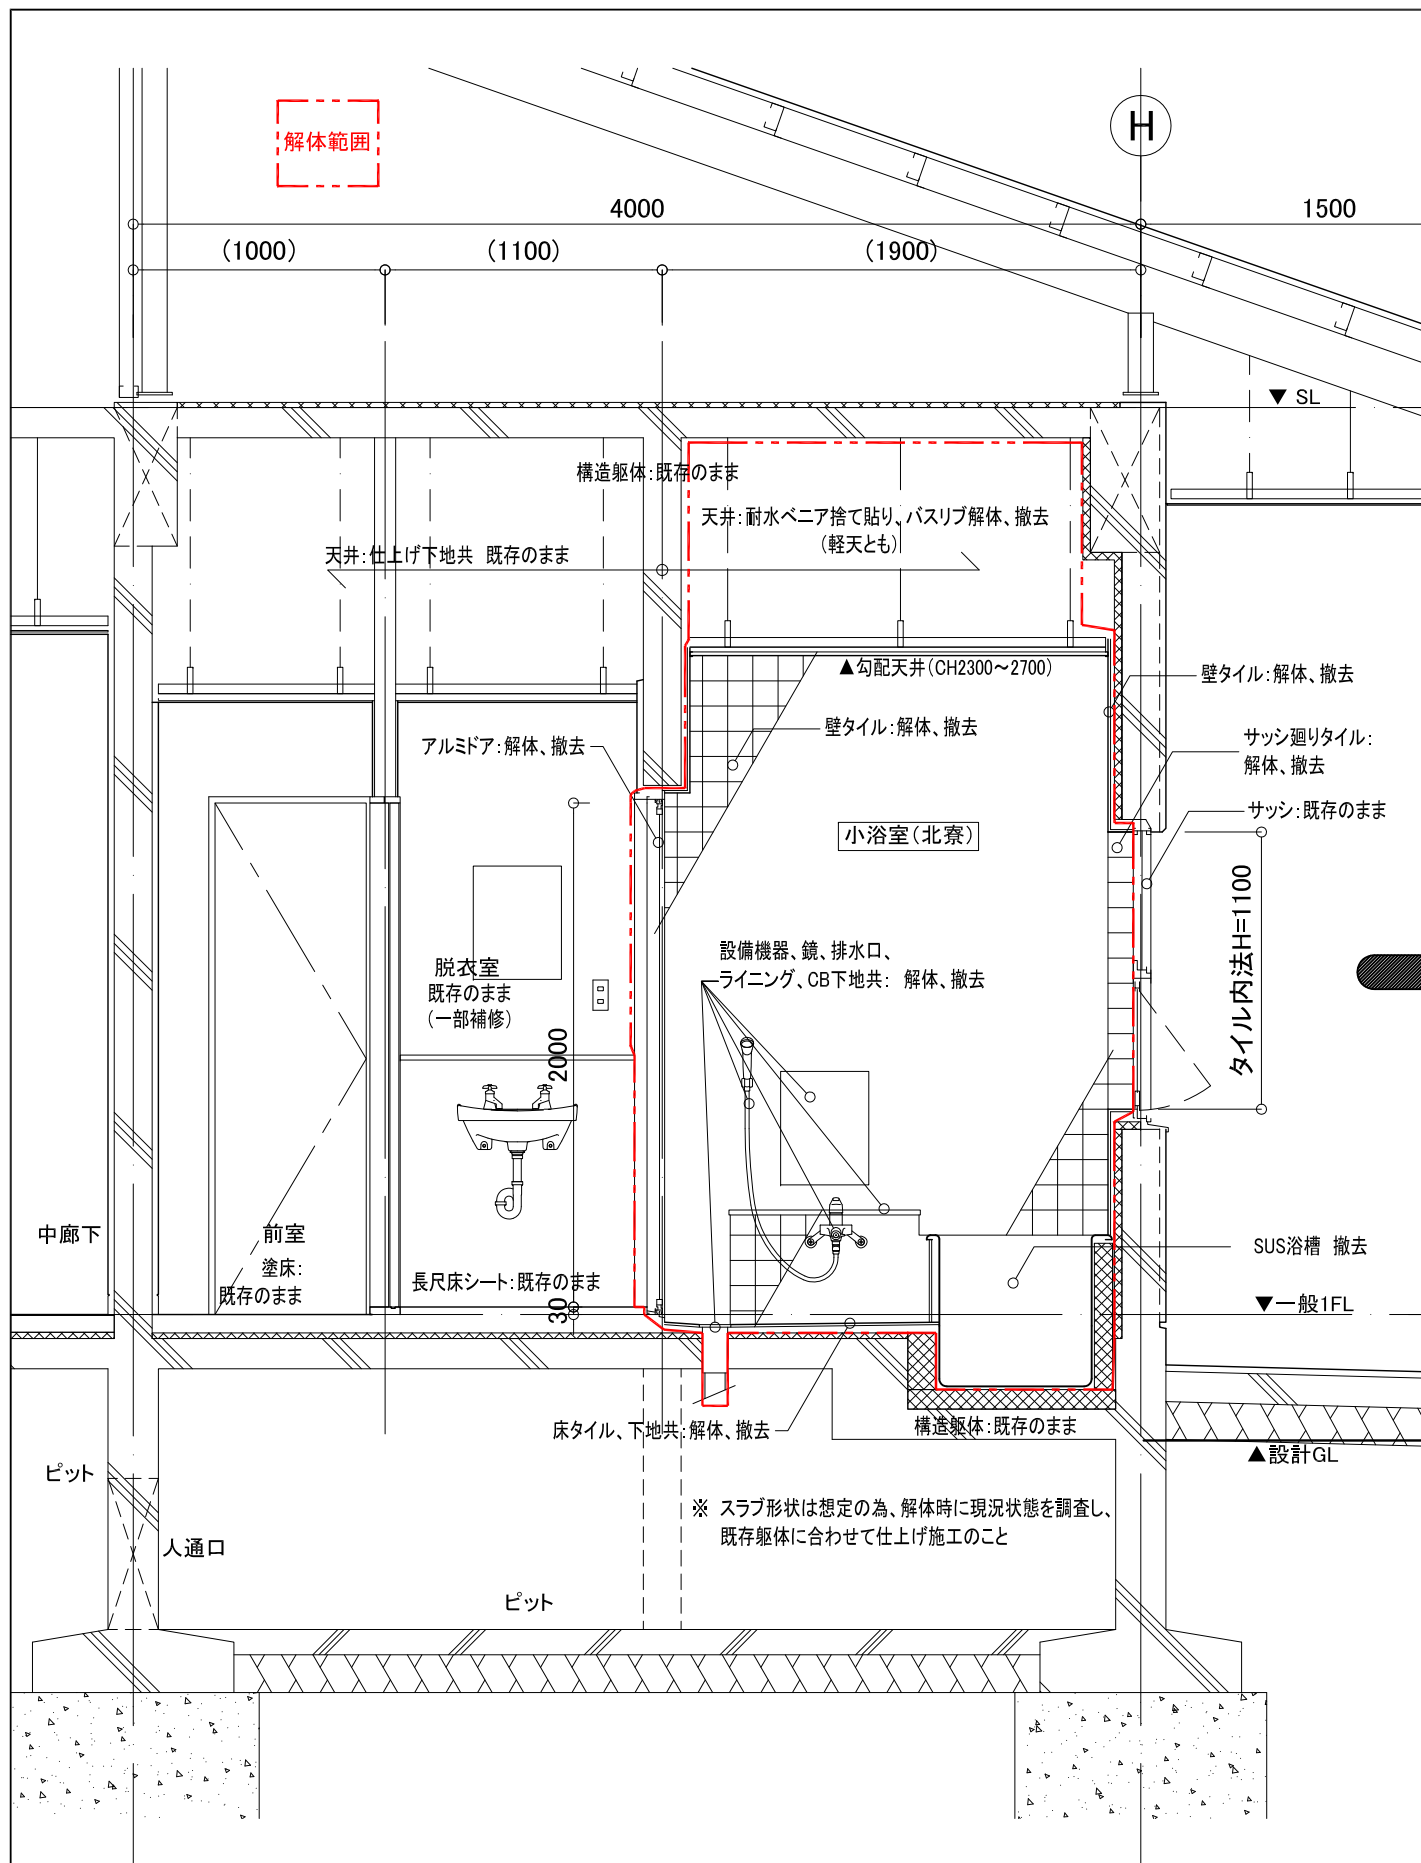 解体範囲
H
4000
1500
(1000)
(1100)
(1900)
▼ SL
構造躯体:既存のまま
天井:耐水ベニア捨て貼り、バスリブ解体、撤去
(軽天とも)
天井:仕上げ下地共 既存のまま
▲勾配天井(CH2300~2700)
壁タイル:解体、撤去
壁タイル:解体、撤去
アルミドア:解体、撤去
サッシ廻りタイル:
解体、撤去
サッシ:既存のまま
小浴室(北寮)
タイル内法H=1100
設備機器、鏡、排水口、
ライニング、CB下地共: 解体、撤去
脱衣室
既存のまま
(一部補修)
2000
中廊下
前室
塗床:
既存のまま
長尺床シート:既存のまま
30
SUS浴槽 撤去
▼一般1FL
床タイル、下地共:解体、撤去
構造躯体:既存のまま
▲設計GL
ピット
※ スラブ形状は想定の為、解体時に現況状態を調査し、
既存躯体に合わせて仕上げ施工のこと
人通口
ピット